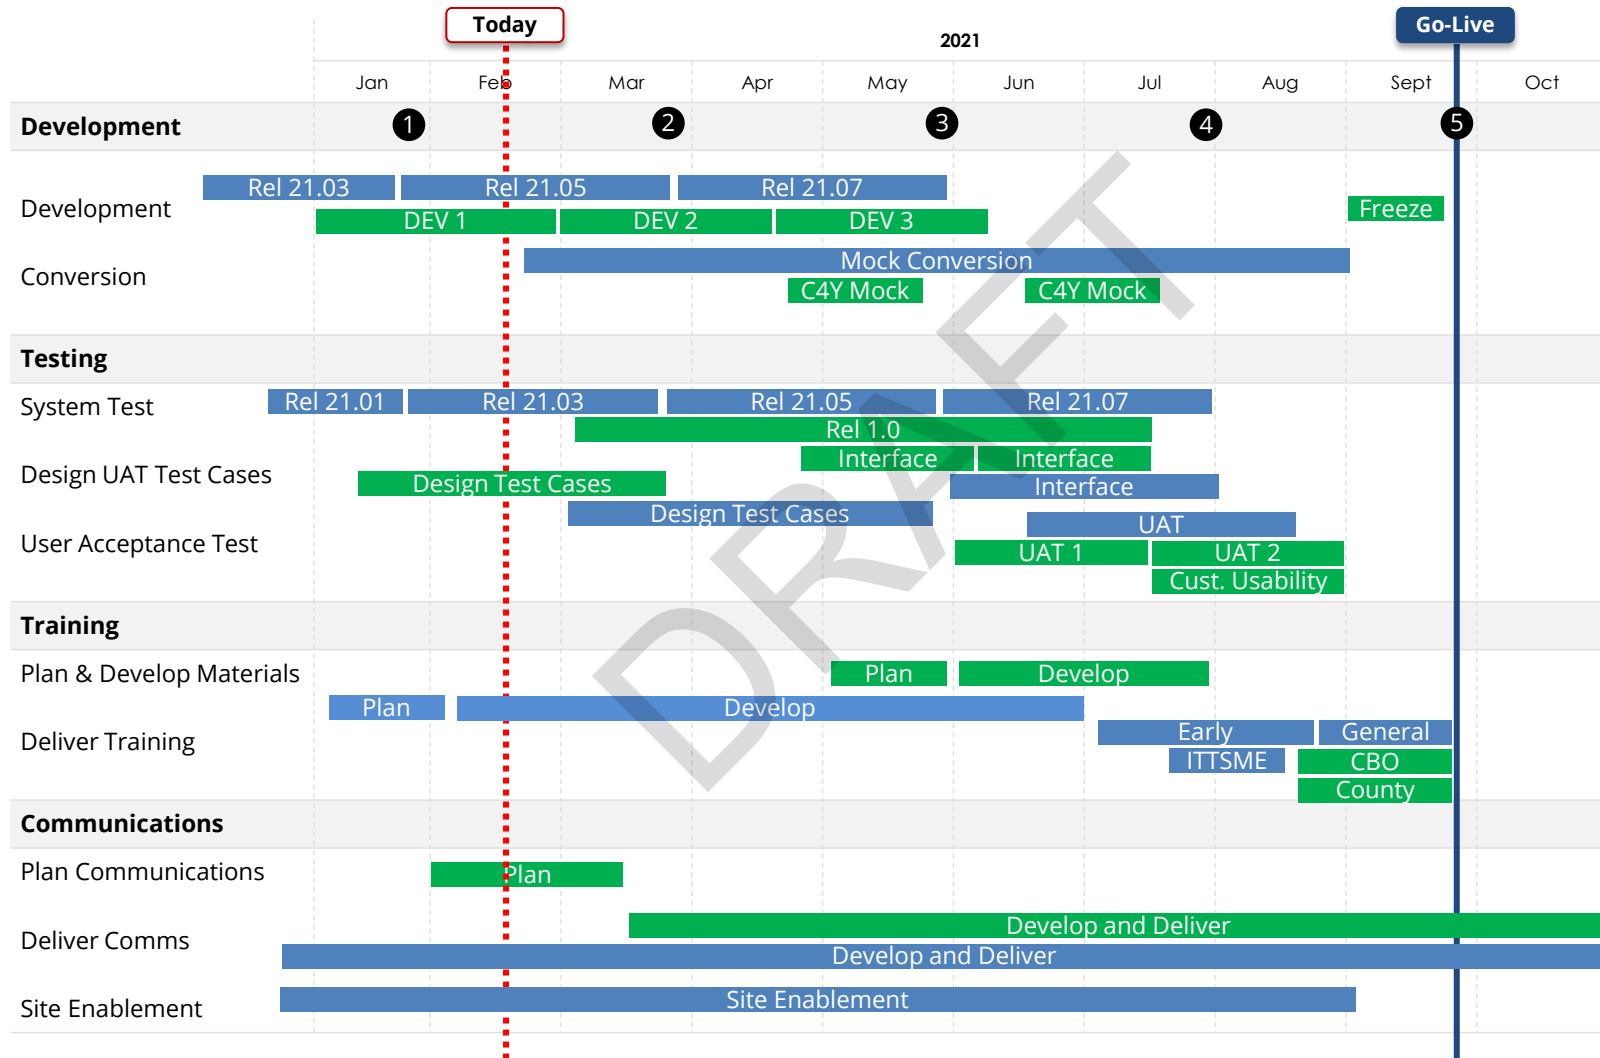 Today
Go-Live
2021
Jan Feb Mar Apr May Jun Jul Aug Sept Oct
Development 1 2 3 4 5
Rel 21.03 Rel 21.05 Rel 21.07
Development Freeze
DEV 1 DEV 2 DEV 3
Mock Conversion
Conversion
C4Y Mock C4Y Mock
Testing
System Test Rel 21.01 Rel 21.03 Rel 21.05 Rel 21.07
Rel 1.0
Interface Interface
Design UAT Test Cases
Design Test Cases Interface
Design Test Cases UAT
User Acceptance Test
UAT 1 UAT 2
Cust. Usability
Training
Plan & Develop Materials Plan Develop
Plan Develop
Early General
Deliver Training
ITTSME CBO
County
Communications
Plan Communications Plan
Develop and Deliver
Deliver Comms
Develop and Deliver
Site Enablement Site Enablement
DRAFT